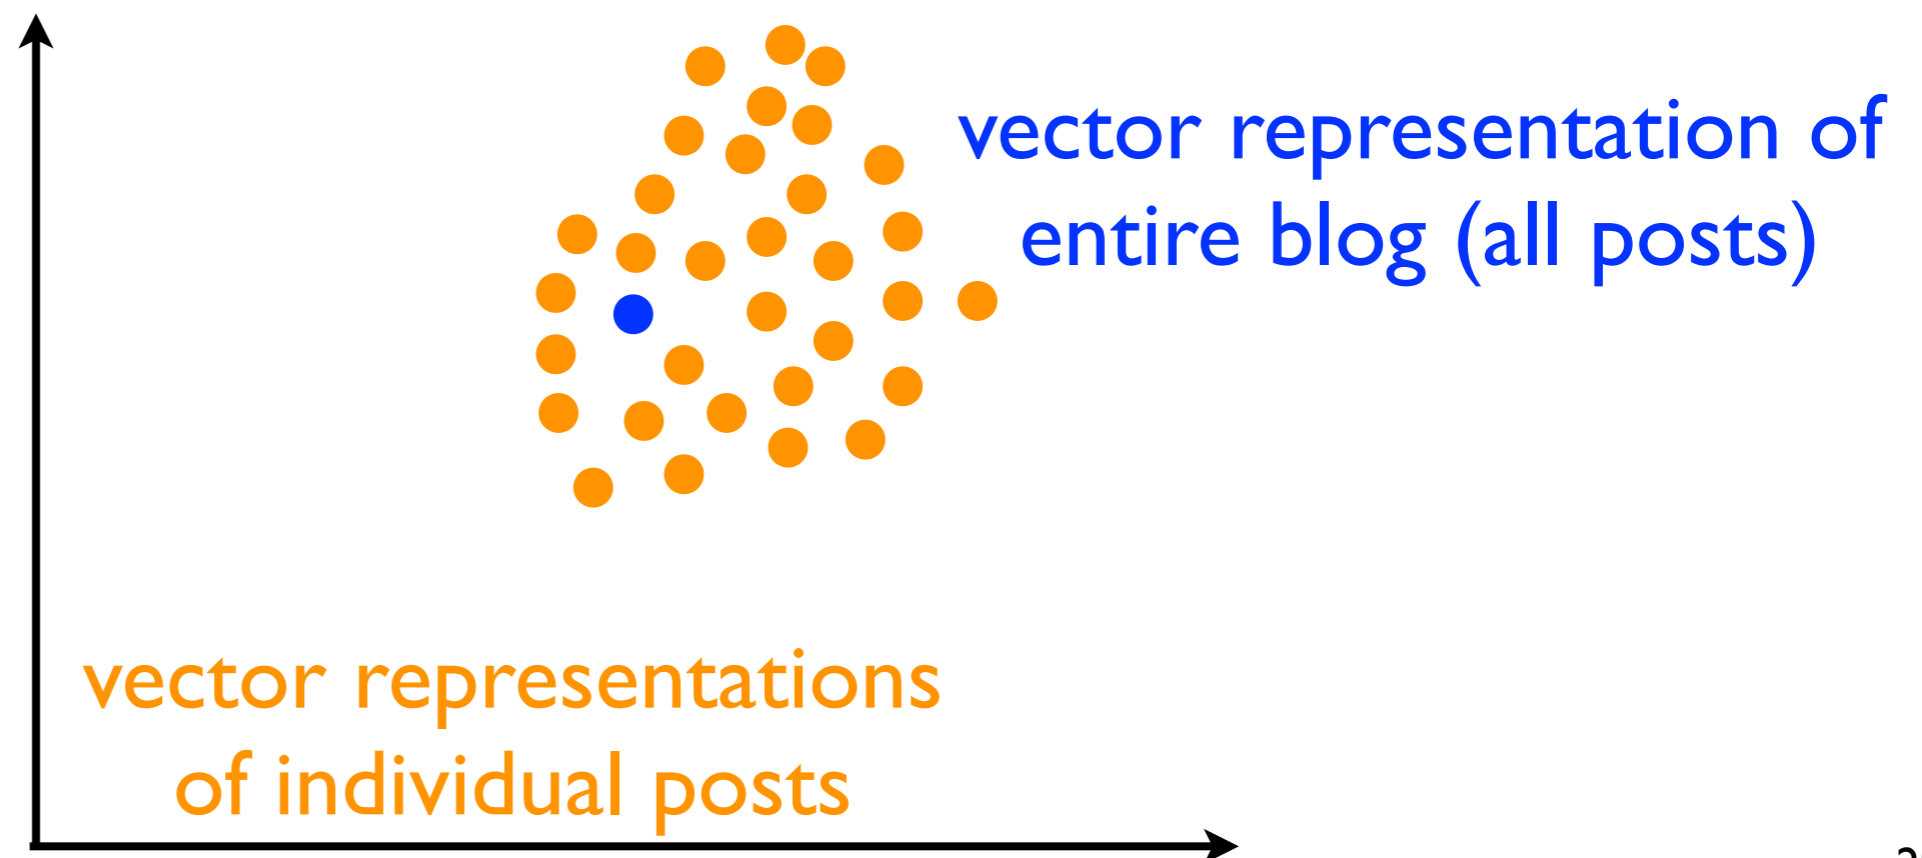 vector representation of
entire blog (all posts)
vector representations
of individual posts